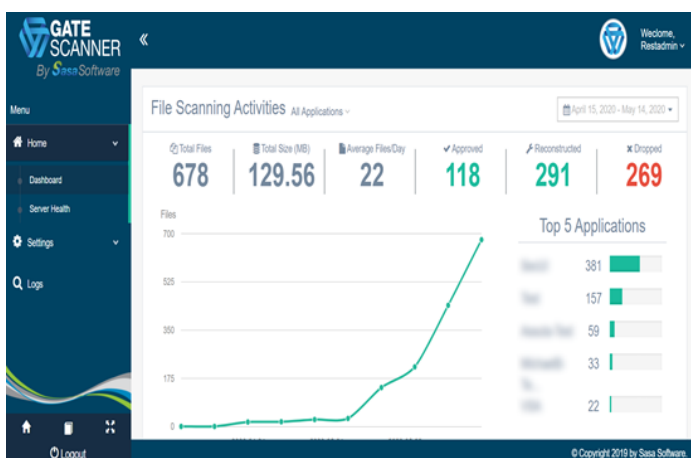 GATE
SCANNER
By Sasa Software
Weclome,
Restadmin
Menu
Home
Dashboard
Server Health
Settings
Logs
Logout
File Scanning Activities All Applications
April 15, 2020 - May 14, 2020
Total Files
678
Total Size (MB)
129.56
Average Files/Day
22
Approved
118
Reconstructed
291
Dropped
269
Files
700
525
350
175
0
Top 5 Applications
381
157
59
33
22
© Copyright 2019 by Sasa Software.